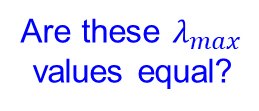 Are these λmax
values equal?